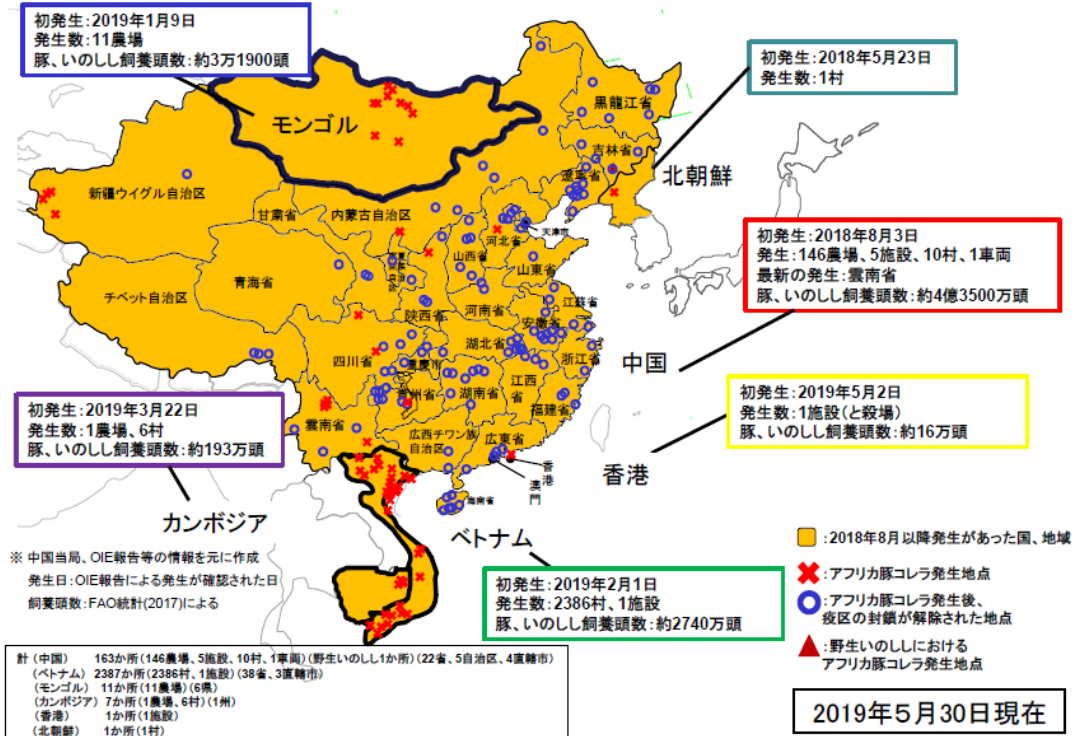 初発生:2019年1月9日
発生数:11農場
豚、いのしし飼養頭数:約3万1900頭
初発生:2018年5月23日
発生数:1村
モンゴル
黒龍江省
吉林省
遼寧省
北朝鮮
新疆ウイグル自治区
甘粛省
内蒙古自治区
河北省
天津市
山西省
山東省
青海省
チベット自治区
陝西省
河南省
江蘇省
安徽省
湖北省
四川省
重慶市
浙江省
江西省
湖南省
貴州省
福建省
雲南省
広西チワン族
自治区
広東省
香港
澳門
海南省
初発生:2018年8月3日
発生:146農場、5施設、10村、1車両
最新の発生:雲南省
豚、いのしし飼養頭数:約4億3500万頭
中国
初発生:2019年5月2日
発生数:1施設(と殺場)
豚、いのしし飼養頭数:約16万頭
香港
初発生:2019年3月22日
発生数:1農場、6村
豚、いのしし飼養頭数:約193万頭
カンボジア
ベトナム
初発生:2019年2月1日
発生数:2386村、1施設
豚、いのしし飼養頭数:約2740万頭
※ 中国当局、OIE報告等の情報を元に作成
発生日:OIE報告による発生が確認された日
飼養頭数:FAO統計(2017)による
:2018年8月以降発生があった国、地域
:アフリカ豚コレラ発生地点
:アフリカ豚コレラ発生後、
疫区の封鎖が解除された地点
:野生いのししにおける
アフリカ豚コレラ発生地点
計(中国) 163か所(146農場、5施設、10村、1車両)(野生いのしし1か所)(22省、5自治区、4直轄市)
(ベトナム) 2387か所(2386村、1施設)(38省、3直轄市)
(モンゴル) 11か所(11農場)(6県)
(カンボジア) 7か所(1農場、6村)(1州)
(香港) 1か所(1施設)
(北朝鮮) 1か所(1村)
2019年5月30日現在